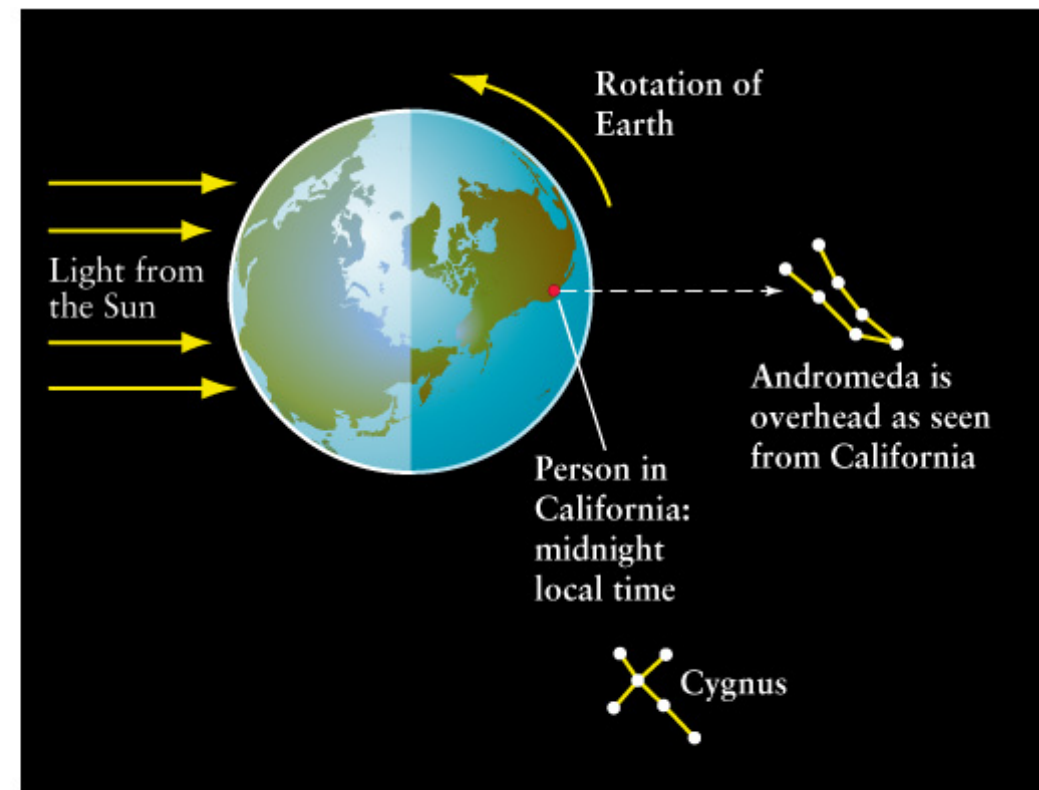 Rotation of
Earth
Light from
the Sun
Andromeda is
overhead as seen
from California
Person in
California:
midnight
local time
Cygnus